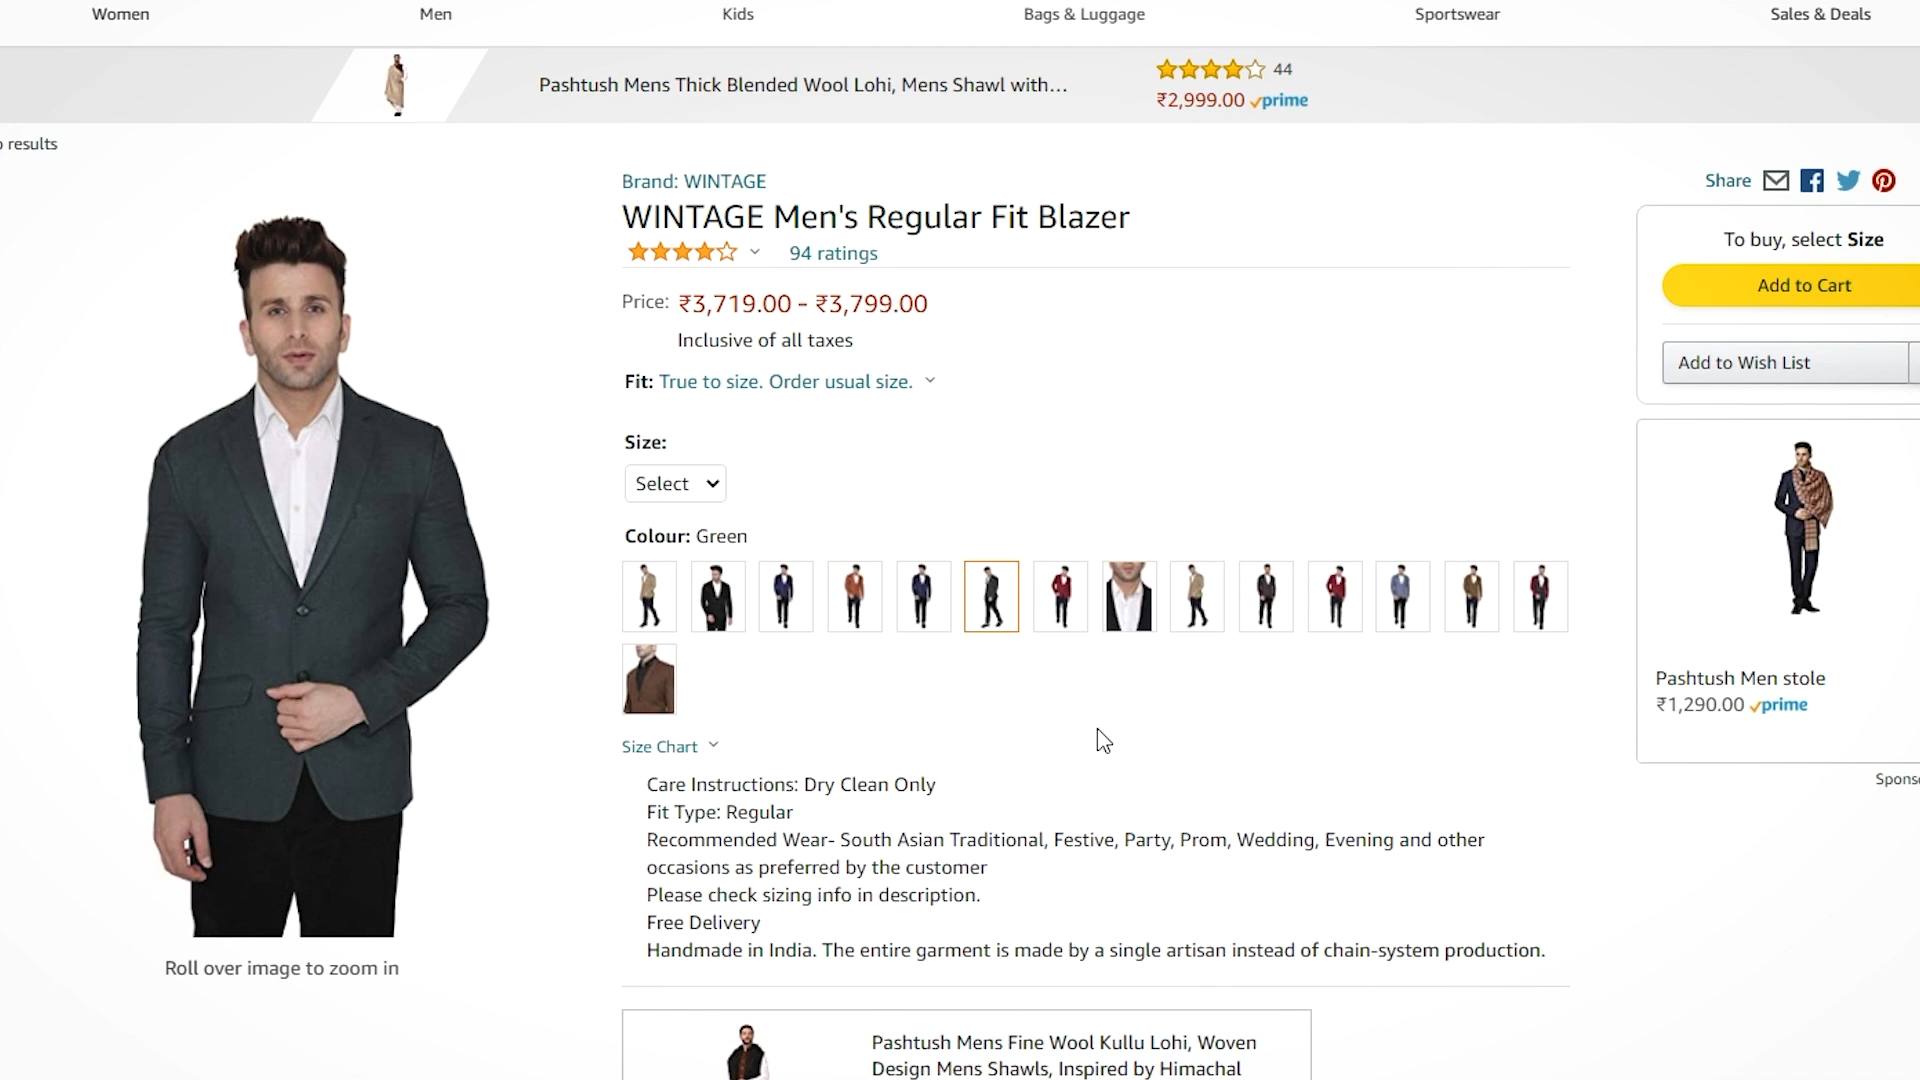 Women Men Kids Bags & Luggage Sportswear Sales & Deals
Pashtush Mens Thick Blended Wool Lohi, Mens Shawl with...
44
₹2,999.00 prime
results
Brand: WINTAGE
WINTAGE Men's Regular Fit Blazer
94 ratings
Price: ₹3,719.00 - ₹3,799.00
Inclusive of all taxes
Fit: True to size. Order usual size.
Size:
Select
Colour: Green
Size Chart
Care Instructions: Dry Clean Only
Fit Type: Regular
Recommended Wear- South Asian Traditional, Festive, Party, Prom, Wedding, Evening and other
occasions as preferred by the customer
Please check sizing info in description.
Free Delivery
Handmade in India. The entire garment is made by a single artisan instead of chain-system production.
Roll over image to zoom in
Pashtush Mens Fine Wool Kullu Lohi, Woven
Design Mens Shawls, Inspired by Himachal
Share
To buy, select Size
Add to Cart
Add to Wish List
Pashtush Men stole
₹1,290.00 prime